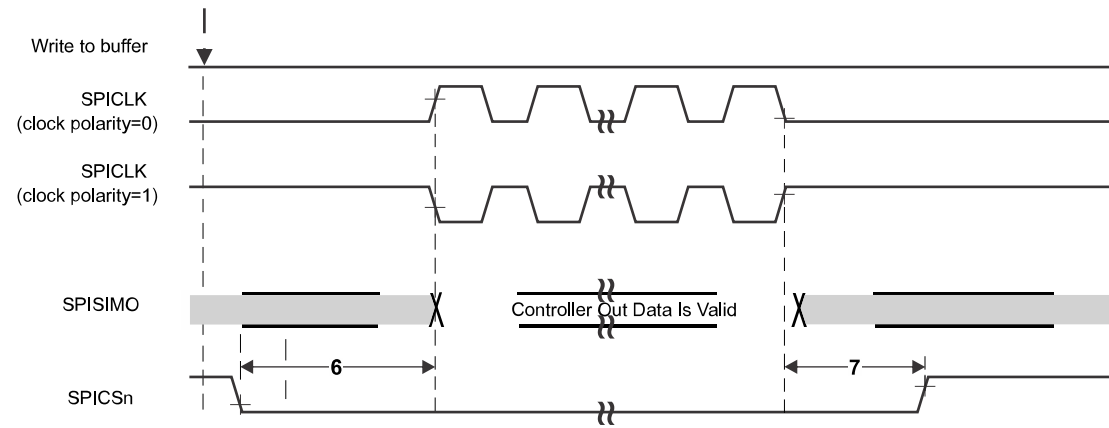 Write to buffer
SPICLK
(clock polarity=0)
SPICLK
(clock polarity=1)
SPISIMO
Controller Out Data Is Valid
6
7
SPICSn